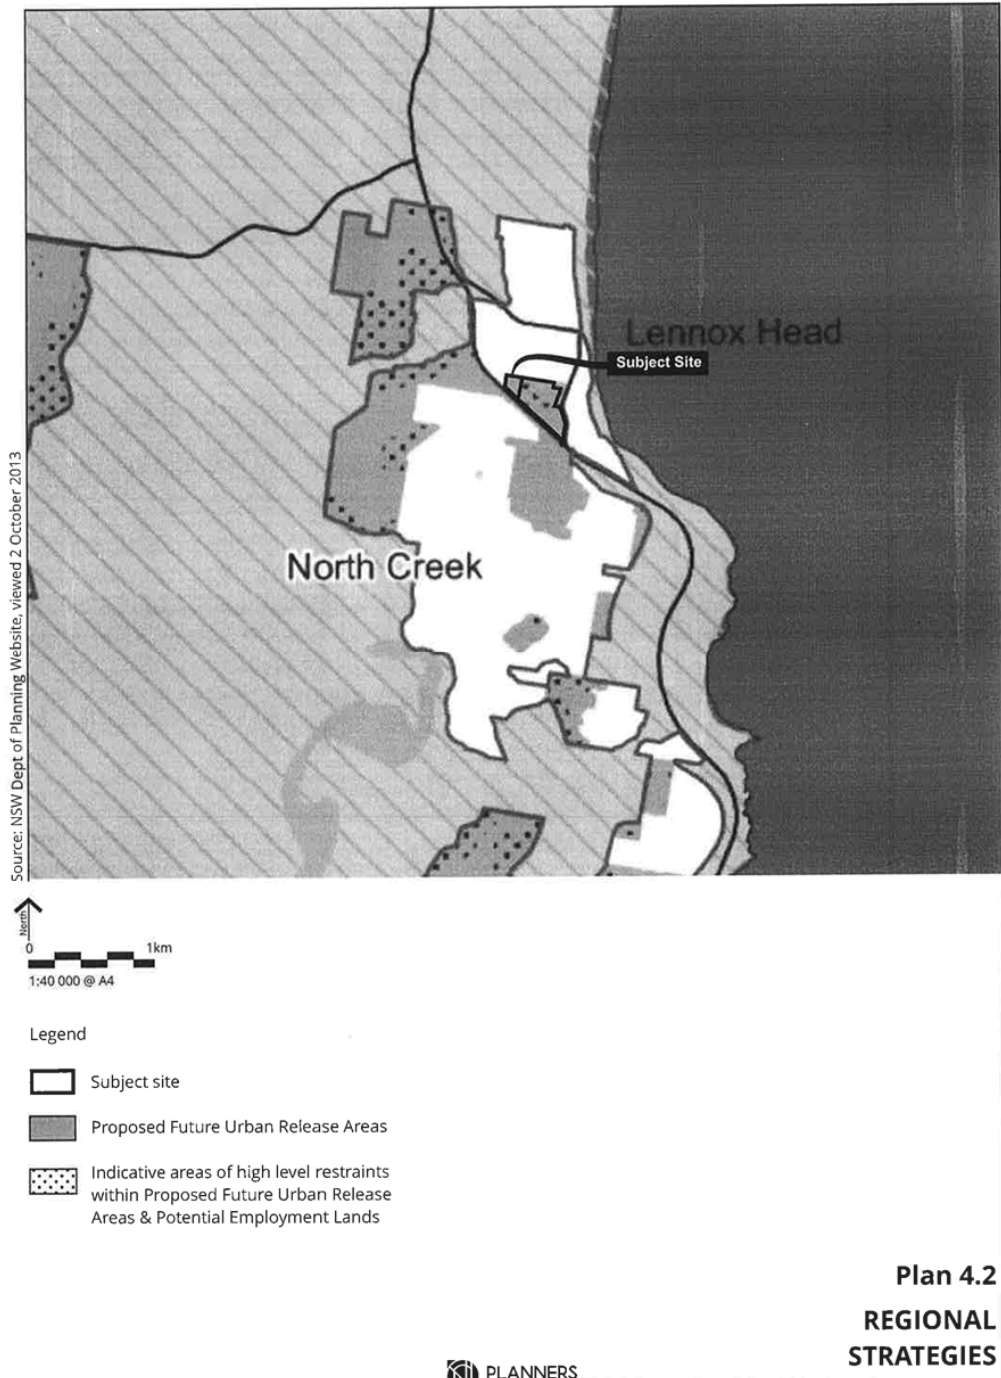 Lennox Head
Subject Site
North Creek
Source: NSW Dept of Planning Website, viewed 2 October 2013
North
0 1km
1:40 000 @ A4
Legend
Subject site
Proposed Future Urban Release Areas
Indicative areas of high level restraints
within Proposed Future Urban Release
Areas & Potential Employment Lands
Plan 4.2
REGIONAL
STRATEGIES
PLANNERS